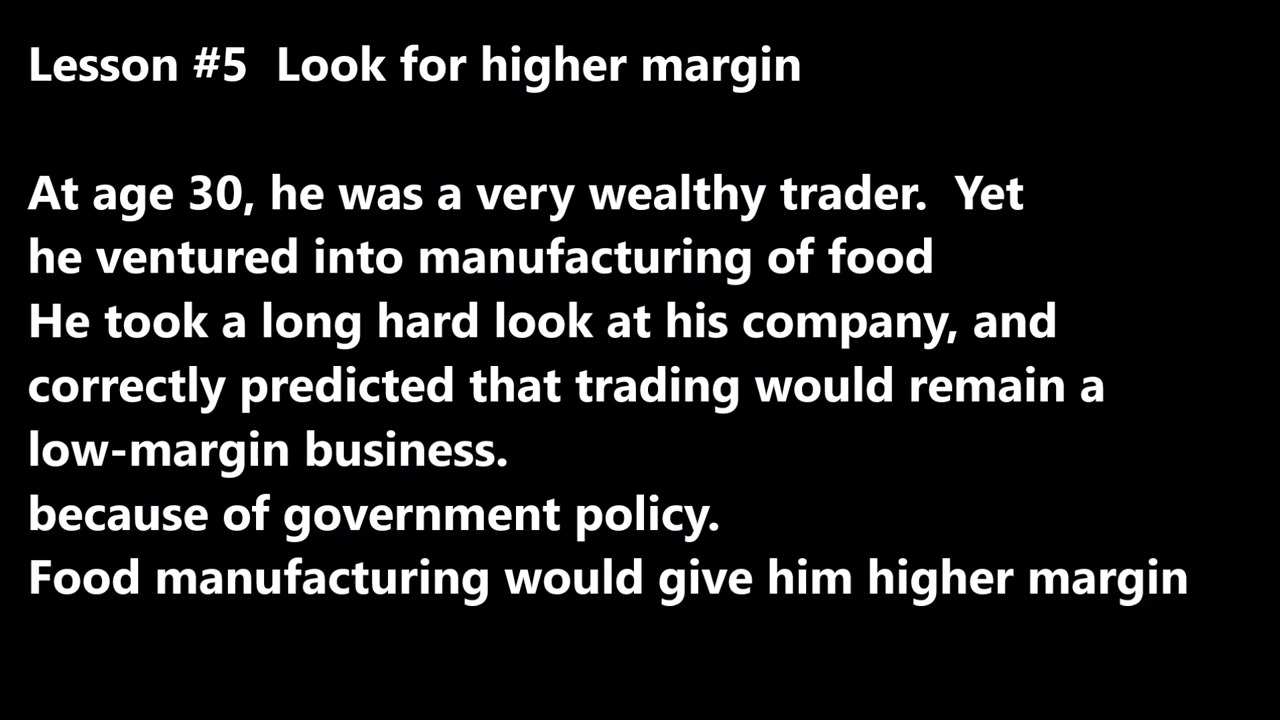 Lesson #5  Look for higher margin
At age 30, he was a very wealthy trader.  Yet
he ventured into manufacturing of food
He took a long hard look at his company, and
correctly predicted that trading would remain a
low-margin business.
because of government policy.
Food manufacturing would give him higher margin